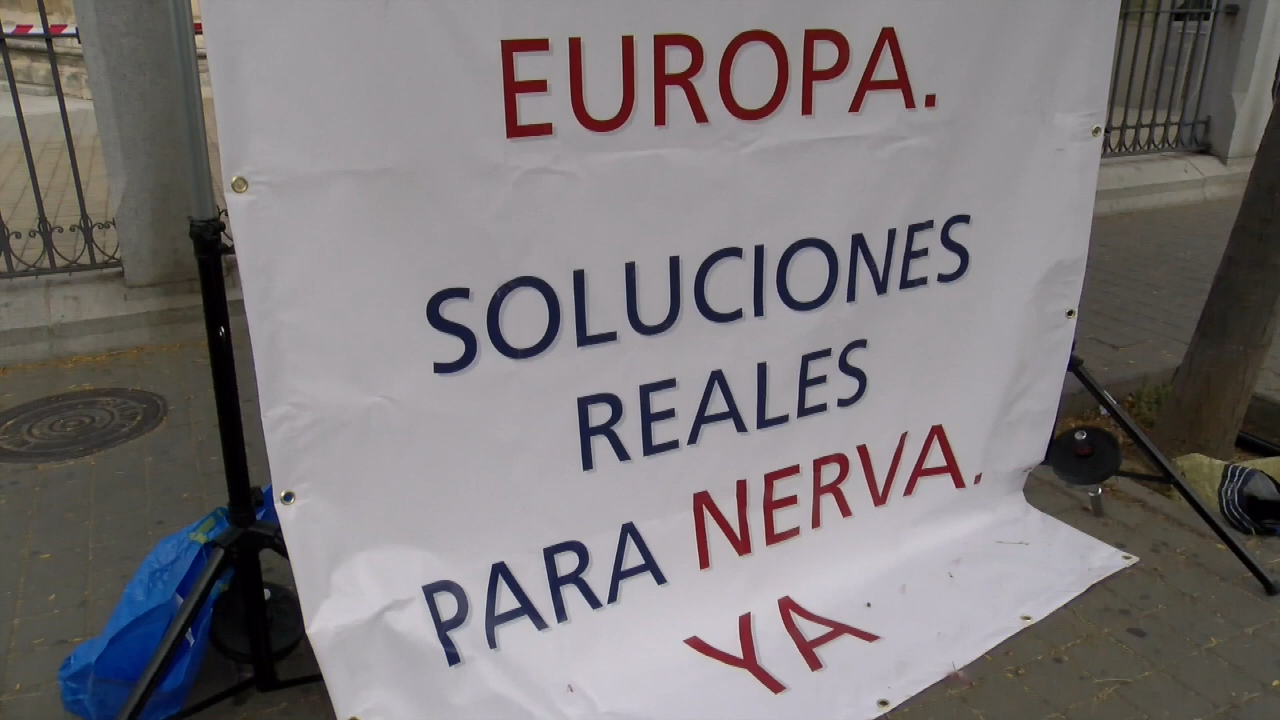 EUROPA.
SOLUCIONES
REALES
PARA NERVA.
YA